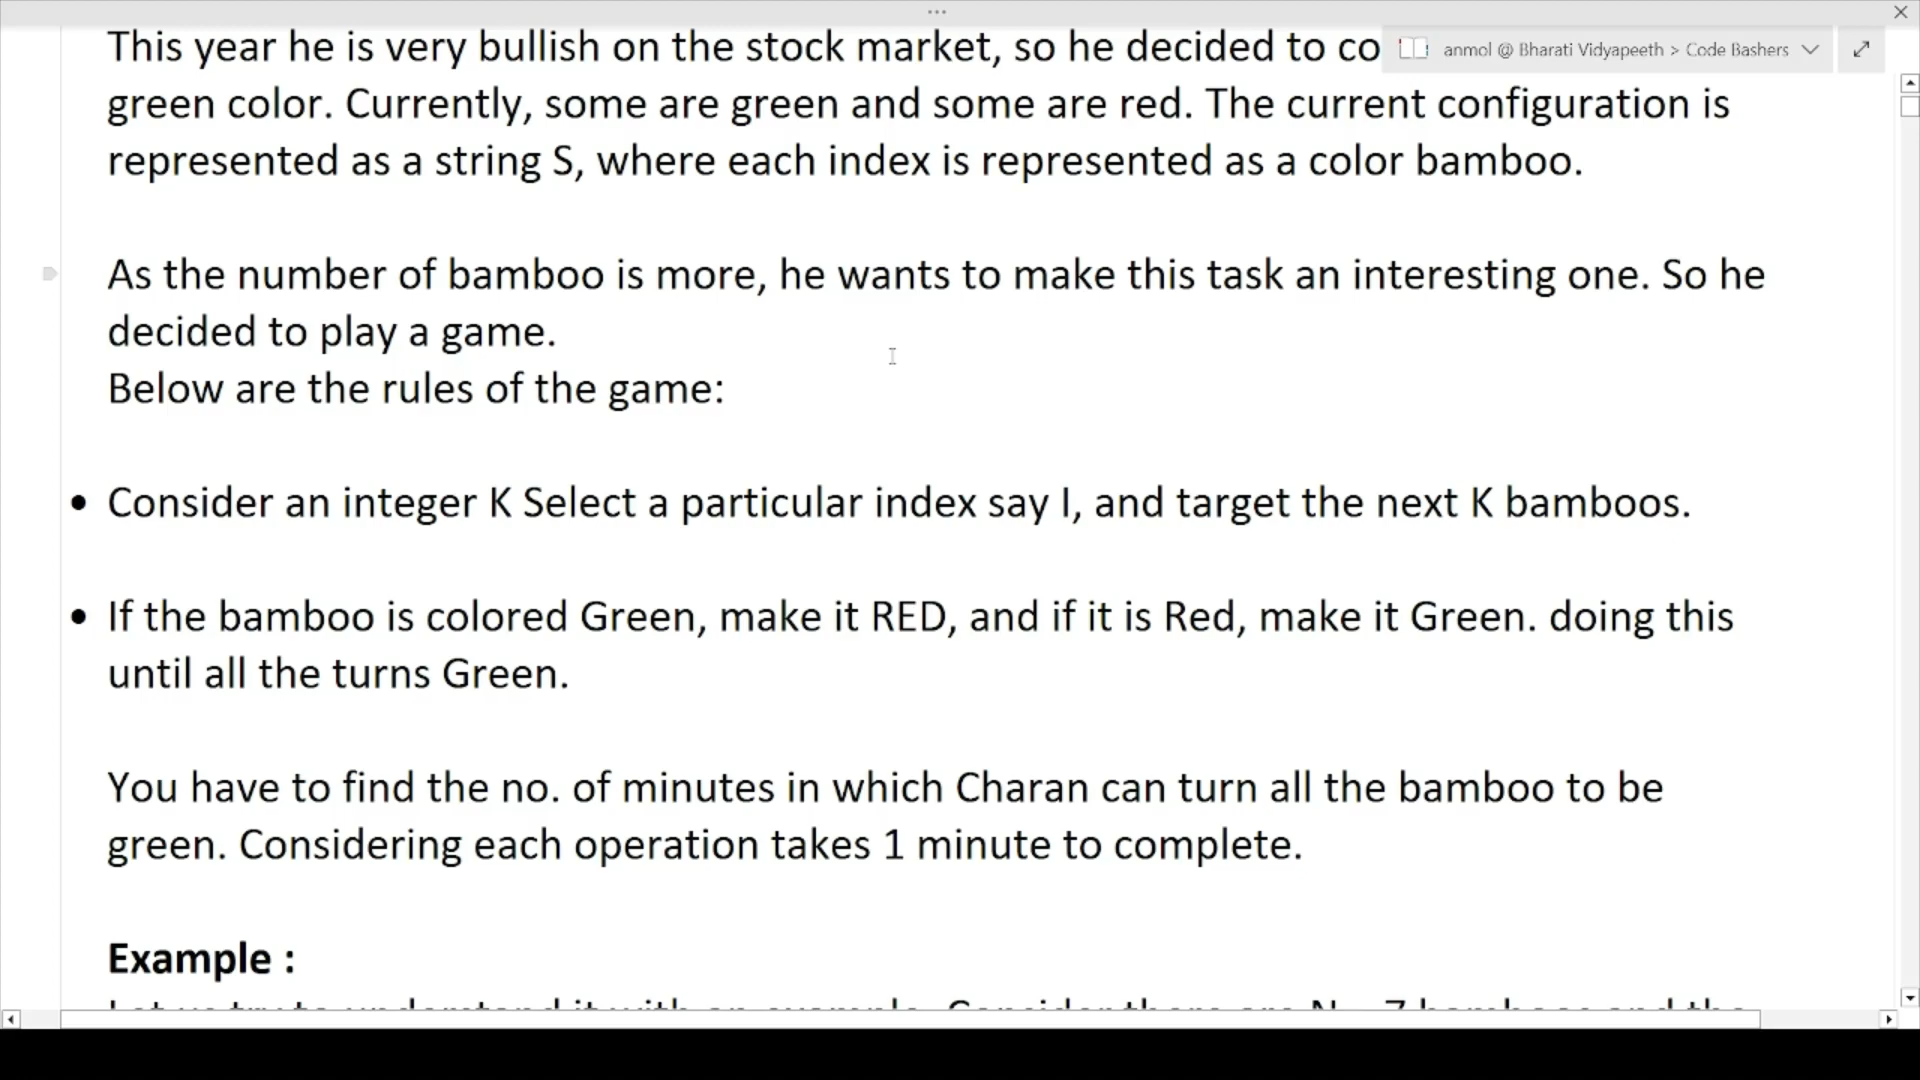 ...
This year he is very bullish on the stock market, so he decided to co
anmol @ Bharati Vidyapeeth > Code Bashers
green color. Currently, some are green and some are red. The current configuration is
represented as a string S, where each index is represented as a color bamboo.
As the number of bamboo is more, he wants to make this task an interesting one. So he
decided to play a game.
Below are the rules of the game:
• Consider an integer K Select a particular index say I, and target the next K bamboos.
• If the bamboo is colored Green, make it RED, and if it is Red, make it Green. doing this
until all the turns Green.
You have to find the no. of minutes in which Charan can turn all the bamboo to be
green. Considering each operation takes 1 minute to complete.
Example :